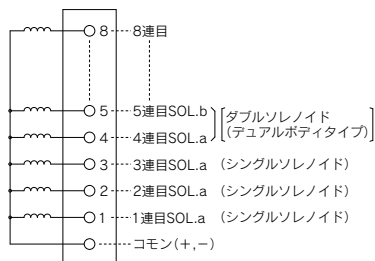 8 8連目
5 5連目SOL.b
4 4連目SOL.a
ダブルソレノイド
(デュアルボディタイプ)
3 3連目SOL.a (シングルソレノイド)
2 2連目SOL.a (シングルソレノイド)
1 1連目SOL.a (シングルソレノイド)
コモン(+,−)